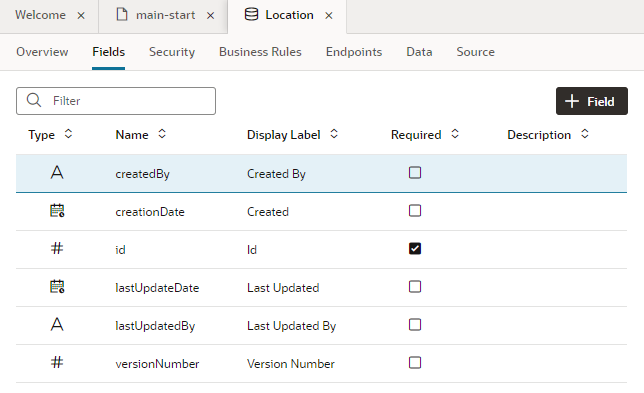 Welcome × main-start × Location ×
Overview Fields Security Business Rules Endpoints Data Source
Filter + Field
Type Name Display Label Required Description
A createdBy Created By
creationDate Created
# id Id
lastUpdateDate Last Updated
A lastUpdatedBy Last Updated By
# versionNumber Version Number